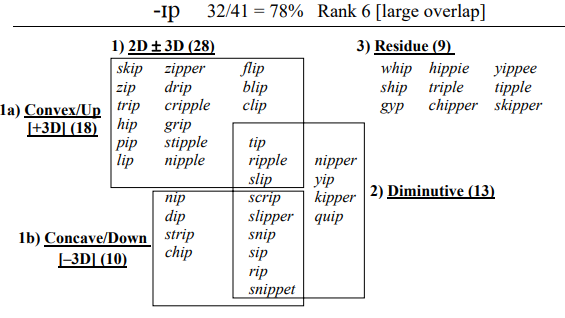 -ɪp 32/41 = 78% Rank 6 [large overlap]
1) 2D ± 3D (28) 3) Residue (9)
skip zipper flip whip hippie yippee
zip drip blip ship triple tipple
1a) Convex/Up trip cripple clip gyp chipper skipper
[+3D] (18) hip grip
pip stipple tip
lip nipple ripple nipper
slip yip
2) Diminutive (13)
nip scrip kipper
dip slipper quip
1b) Concave/Down strip snip
[–3D] (10) chip sip
rip
snippet